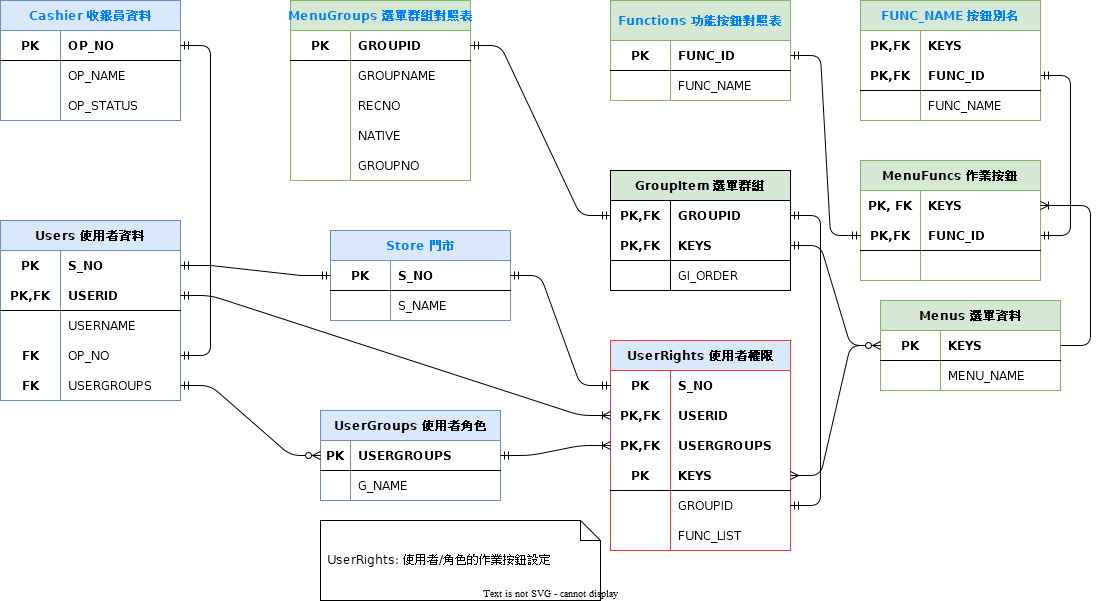 Cashier 收銀員資料
PK OP_NO
OP_NAME
OP_STATUS
MenuGroups 選單群組對照表
PK GROUPID
GROUPNAME
RECNO
NATIVE
GROUPNO
Functions 功能按鈕對照表
PK FUNC_ID
FUNC_NAME
FUNC_NAME 按鈕別名
PK,FK KEYS
PK,FK FUNC_ID
FUNC_NAME
GroupItem 選單群組
PK,FK GROUPID
PK,FK KEYS
GI_ORDER
MenuFuncs 作業按鈕
PK, FK KEYS
PK,FK FUNC_ID
Users 使用者資料
PK S_NO
PK,FK USERID
USERNAME
FK OP_NO
FK USERGROUPS
Store 門市
PK S_NO
S_NAME
Menus 選單資料
PK KEYS
MENU_NAME
UserRights 使用者權限
PK S_NO
PK,FK USERID
PK,FK USERGROUPS
PK KEYS
GROUPID
FUNC_LIST
UserGroups 使用者角色
PK USERGROUPS
G_NAME
UserRights: 使用者/角色的作業按鈕設定
Text is not SVG - cannot display